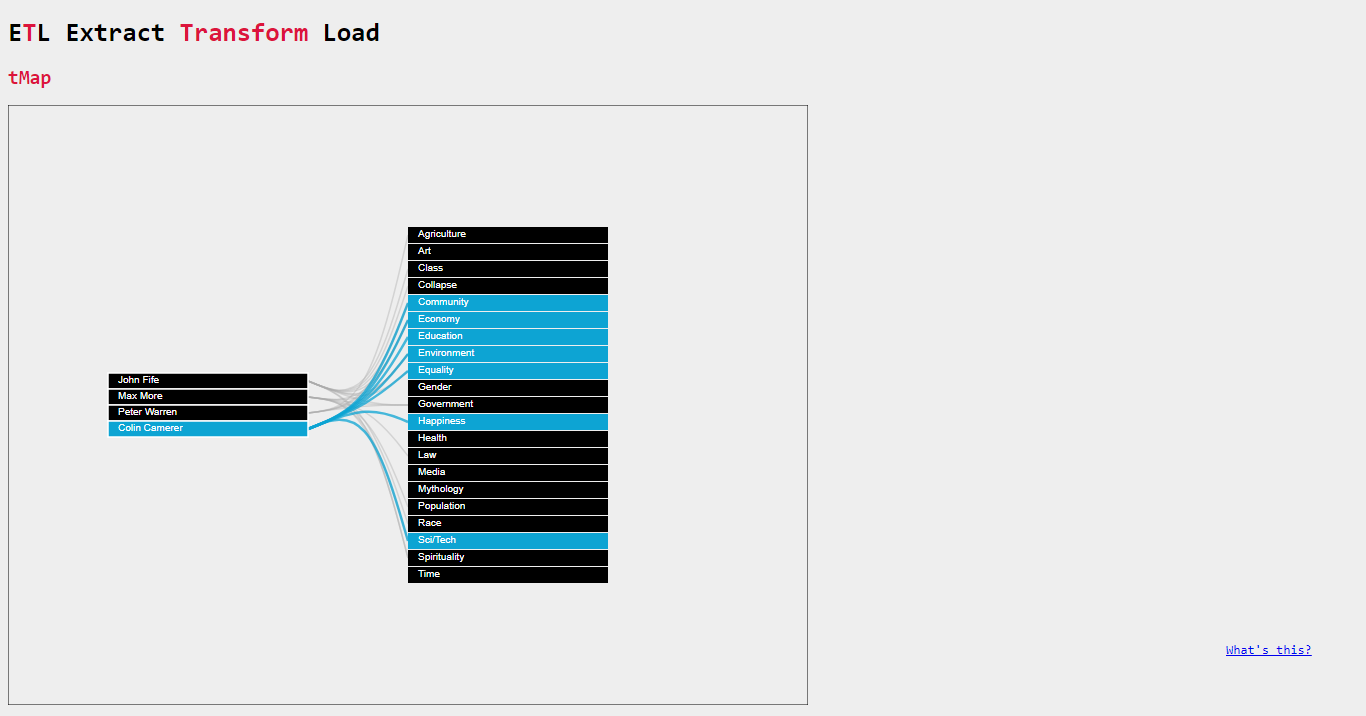 ETL Extract Transform Load
tMap
John Fife
Max More
Peter Warren
Colin Camerer
Agriculture
Art
Class
Collapse
Community
Economy
Education
Environment
Equality
Gender
Government
Happiness
Health
Law
Media
Mythology
Population
Race
Sci/Tech
Spirituality
Time
What's this?